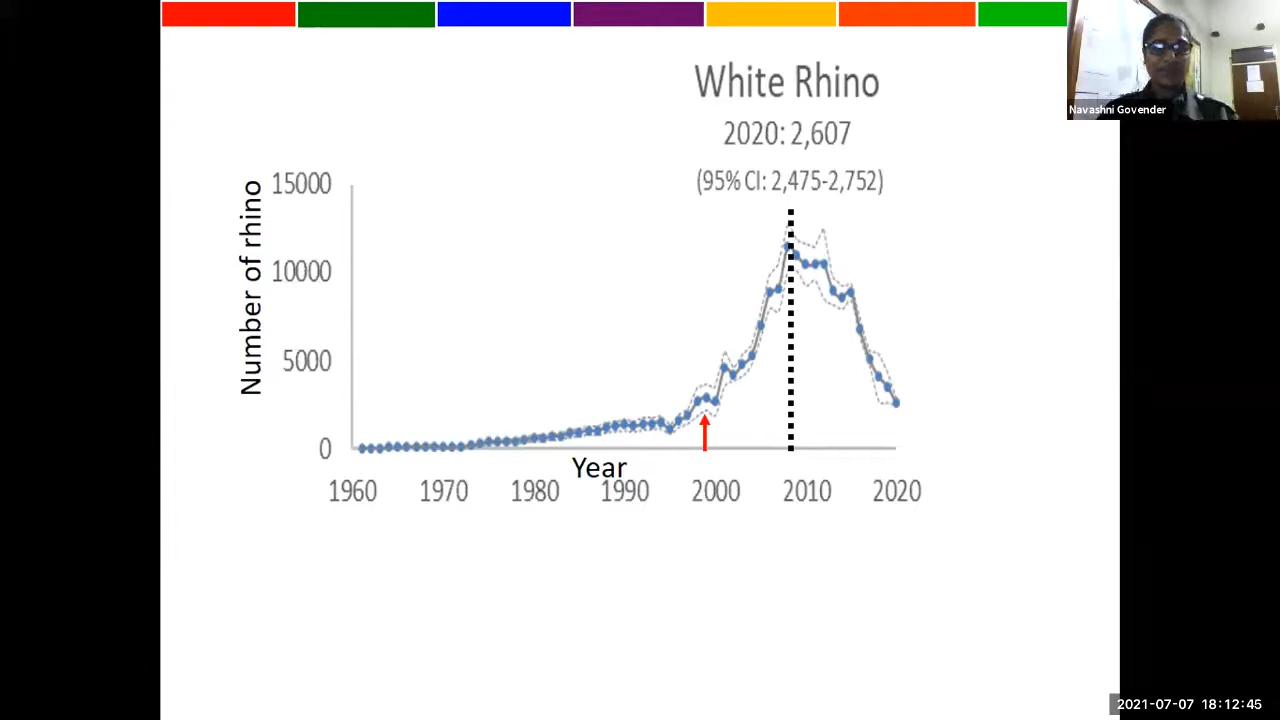 Navashni Govender
White Rhino
2020: 2,607
(95% CI: 2,475-2,752)
Number of rhino
15000
10000
5000
0
Year
1960 1970 1980 1990 2000 2010 2020
2021-07-07 18:12:45